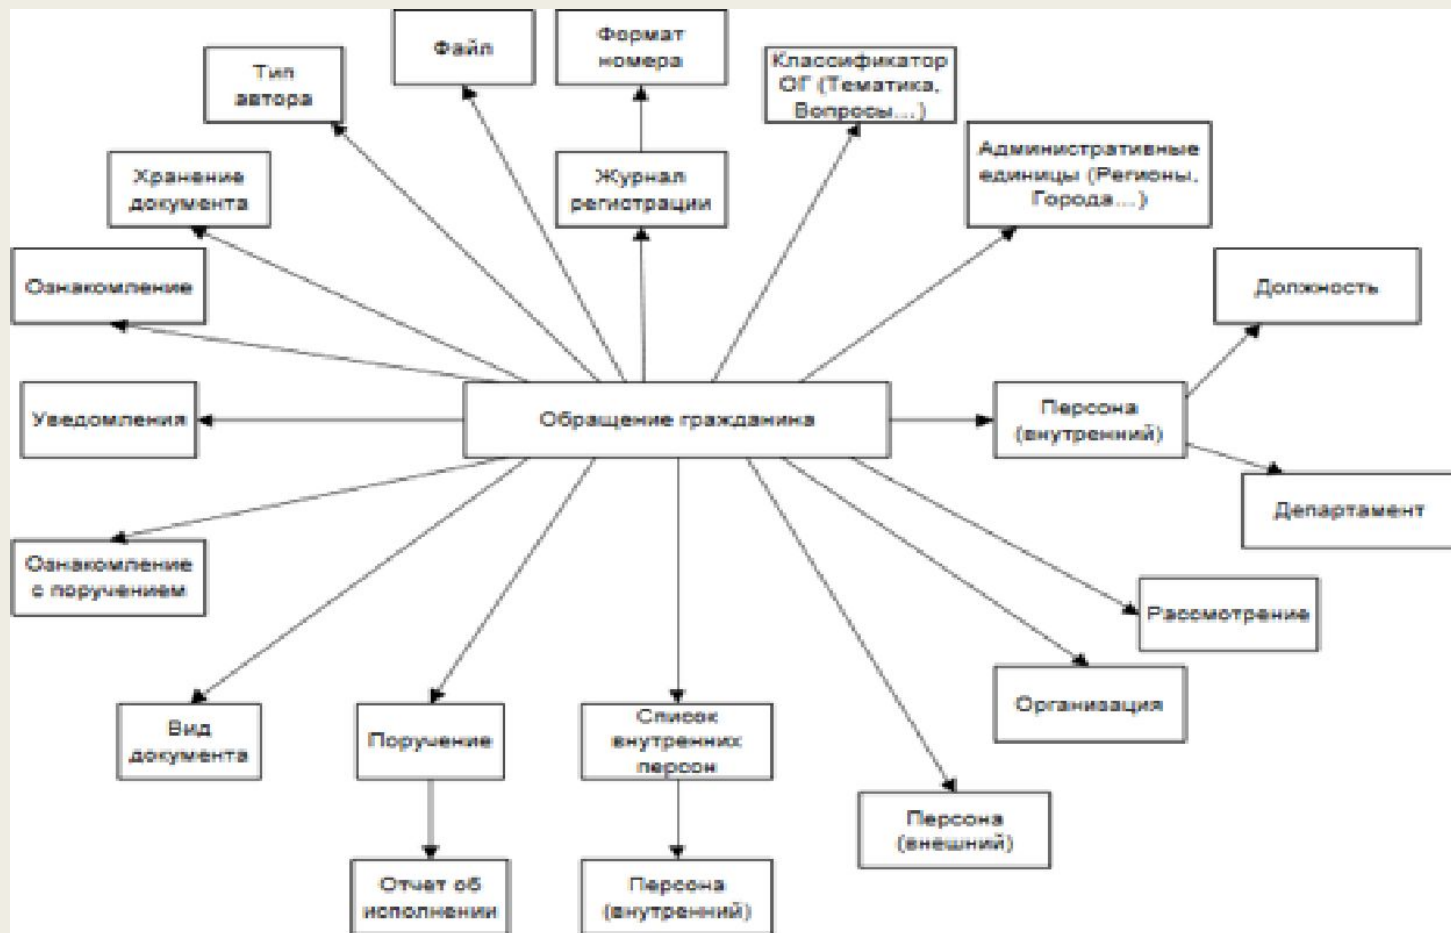 Файл
Формат
номера
Тип
автора
Классификатор
ОГ (Тематика,
Вопросы...)
Административные
единицы (Регионы,
Города...)
Хранение
документа
Журнал
регистрации
Ознакомление
Должность
Уведомления
Обращение гражданина
Персона
(внутренний)
Департамент
Ознакомление
с поручением
Рассмотрение
Организация
Вид
документа
Поручение
Список
внутренних
персон
Персона
(внешний)
Отчет об
исполнении
Персона
(внутренний)